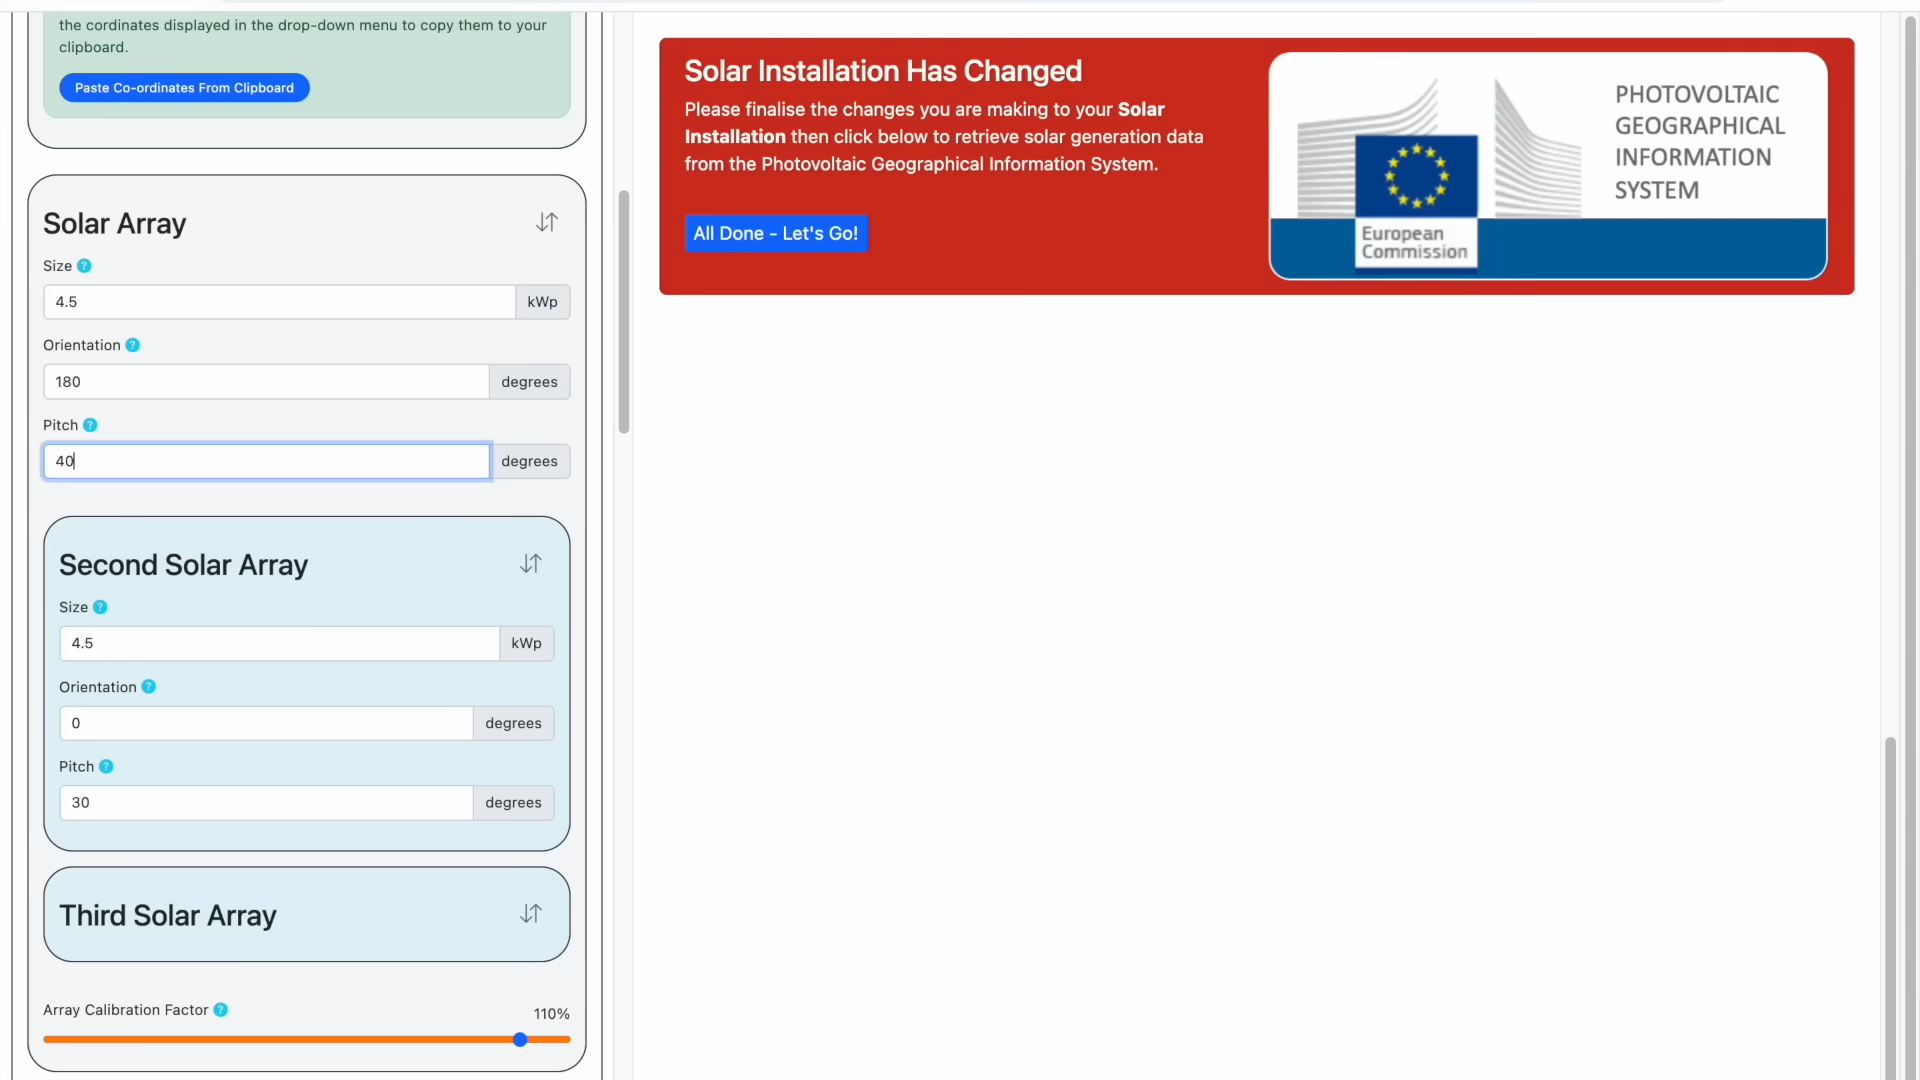 the cordinates displayed in the drop-down menu to copy them to your
clipboard.
Paste Co-ordinates From Clipboard
Solar Array
Size ?
4.5 kWp
Orientation ?
180 degrees
Pitch ?
40 degrees
Second Solar Array
Size ?
4.5 kWp
Orientation ?
0 degrees
Pitch ?
30 degrees
Third Solar Array
Array Calibration Factor ?
110%
Solar Installation Has Changed
Please finalise the changes you are making to your Solar
Installation then click below to retrieve solar generation data
from the Photovoltaic Geographical Information System.
All Done - Let's Go!
PHOTOVOLTAIC
GEOGRAPHICAL
INFORMATION
SYSTEM
European
Commission